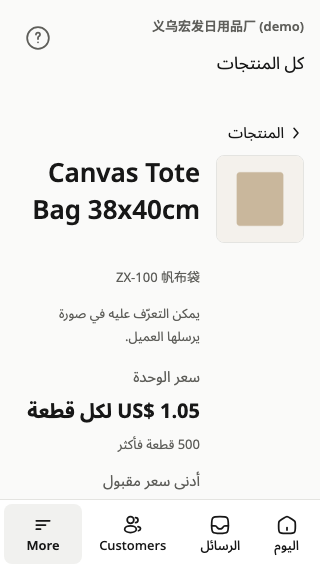 义乌宏发日用品厂 (demo)
كل المنتجات
المنتجات
Canvas Tote
Bag 38x40cm
ZX-100 帆布袋
يمكن التعرّف عليه في صورة
يرسلها العميل.
سعر الوحدة
US$ 1.05 لكل قطعة
500 قطعة فأكثر
أدنى سعر مقبول
اليوم
الرسائل
Customers
More